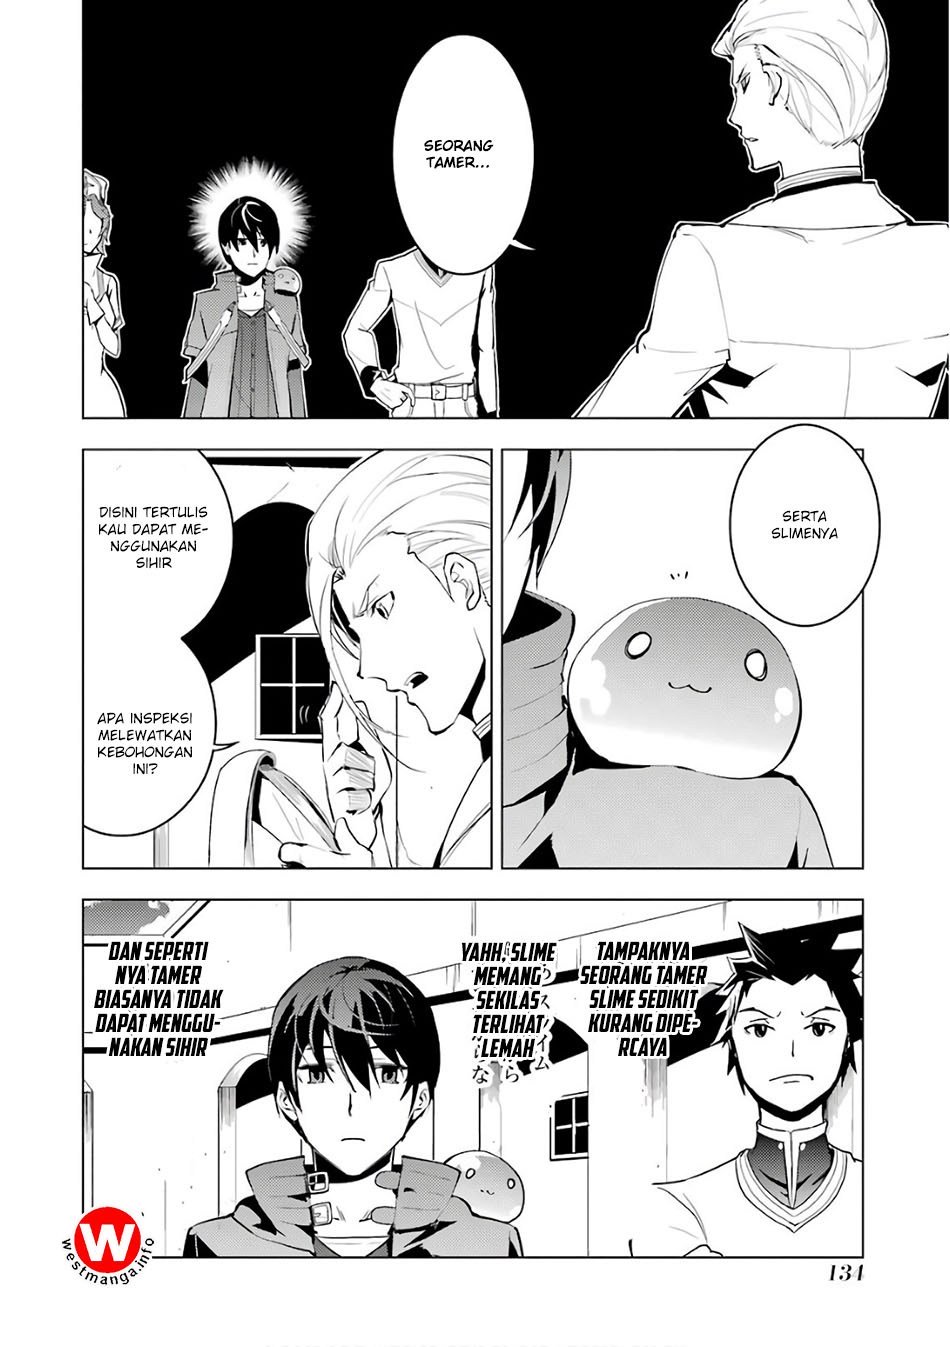 SEORANG
TAMER...
SERTA
SLIMENYA
DISINI TERTULIS
KAU DAPAT ME-
NGGUNAKAN
SIHIR
APA INSPEKSI
MELEWATKAN
KEBOHONGAN
INI?
TAMPAKNYA
SEORANG TAMER
SLIME SEDIKIT
KURANG DIPE-
RCAYA
YAHH, SLIME
MEMANG
SEKILAS
TERLIHAT
LEMAH
DAN SEPERTI
NYA TAMER
BIASANYA TIDAK
DAPAT MENGGU-
NAKAN SIHIR
W
westmanga.info
134